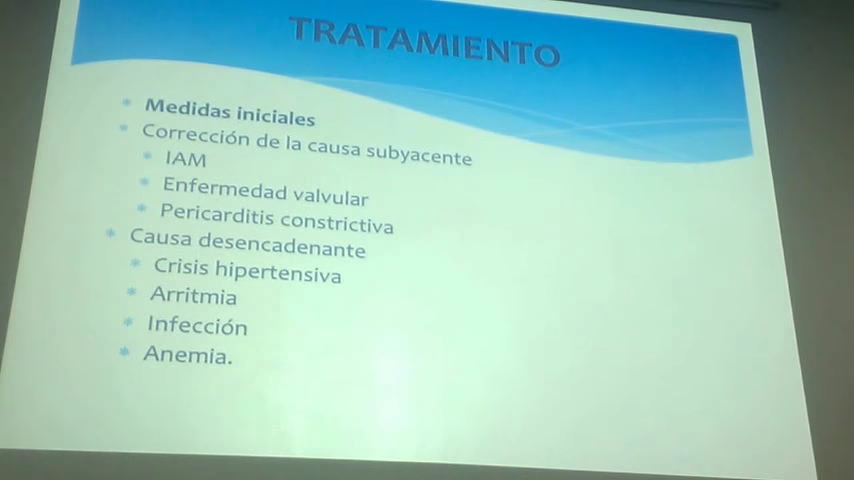 TRATAMIENTO
Medidas iniciales
Corrección de la causa subyacente
IAM
Enfermedad valvular
Pericarditis constrictiva
Causa desencadenante
Crisis hipertensiva
Arritmia
Infección
Anemia.